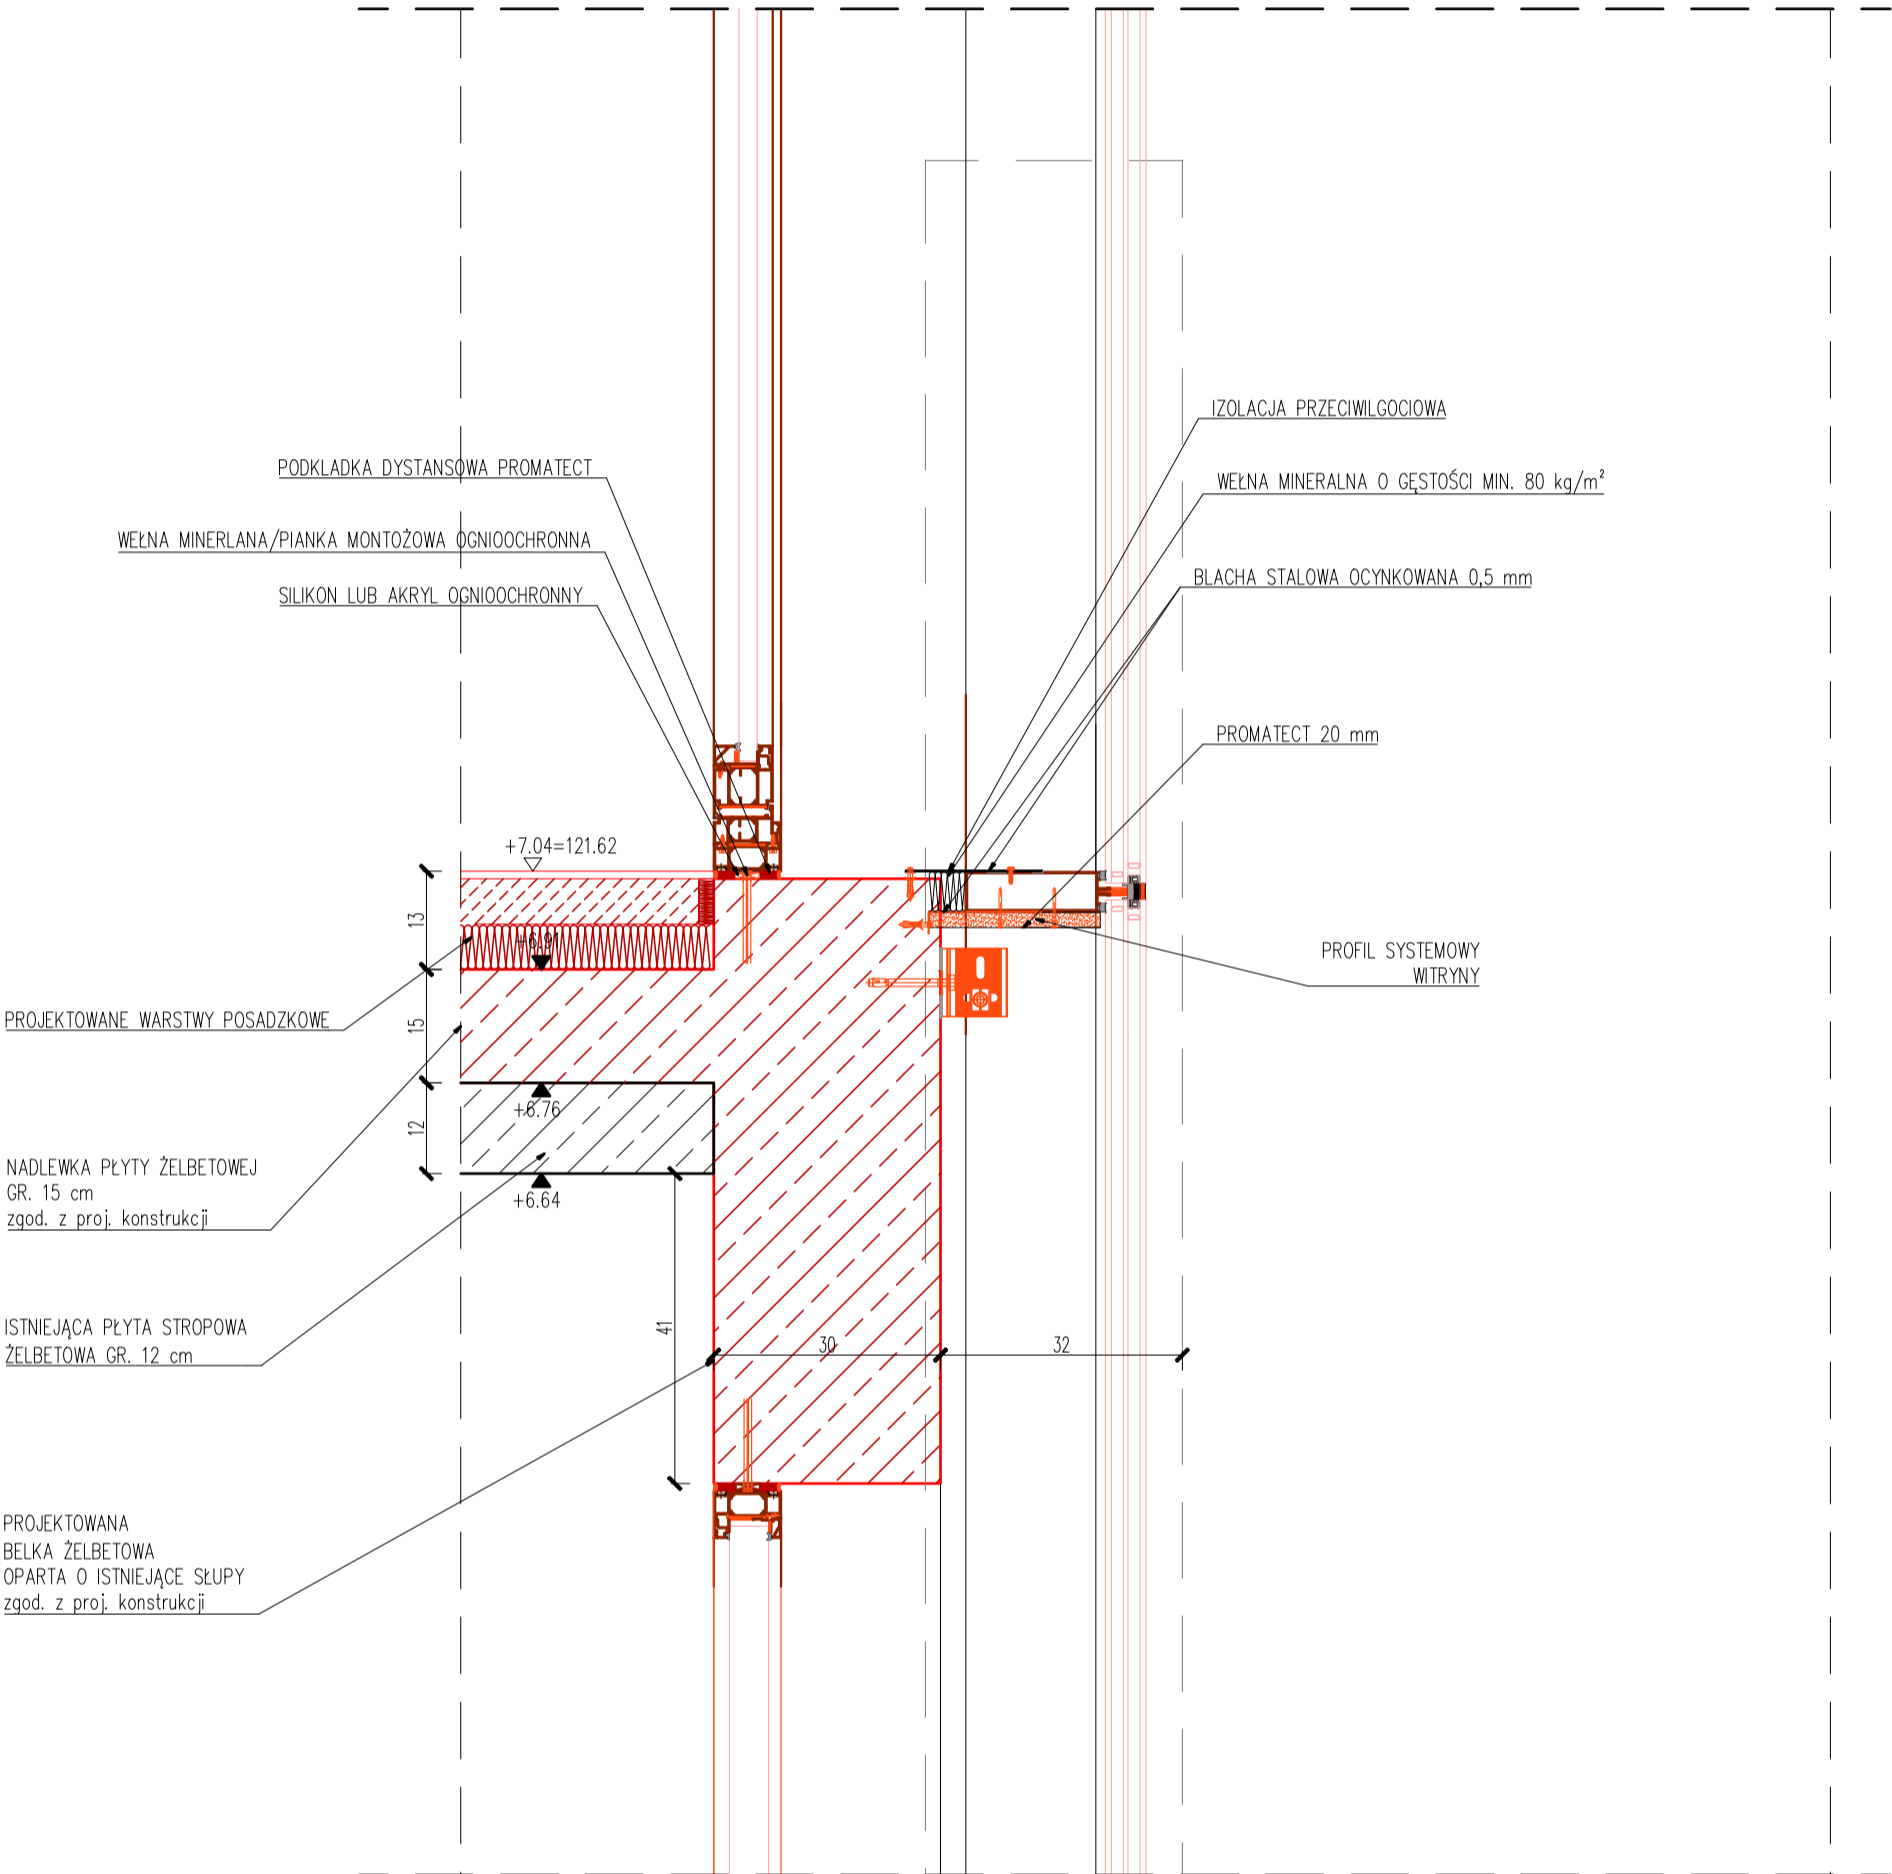 IZOLACJA PRZECIWILGOCIOWA
PODKLADKA DYSTANSOWA PROMATECT
WEŁNA MINERALNA O GĘSTOŚCI MIN. 80 kg/m²
WEŁNA MINERLANA/PIANKA MONTOŻOWA OGNIOOCHRONNA
BLACHA STALOWA OCYNKOWANA 0,5 mm
SILIKON LUB AKRYL OGNIOOCHRONNY
PROMATECT 20 mm
+7.04=121.62
13
+6.91
PROFIL SYSTEMOWY
WITRYNY
PROJEKTOWANE WARSTWY POSADZKOWE
15
+6.76
12
NADLEWKA PŁYTY ŻELBETOWEJ
GR. 15 cm
zgod. z proj. konstrukcji
+6.64
ISTNIEJĄCA PŁYTA STROPOWA
ŻELBETOWA GR. 12 cm
41
30
32
PROJEKTOWANA
BELKA ŻELBETOWA
OPARTA O ISTNIEJĄCE SŁUPY
zgod. z proj. konstrukcji